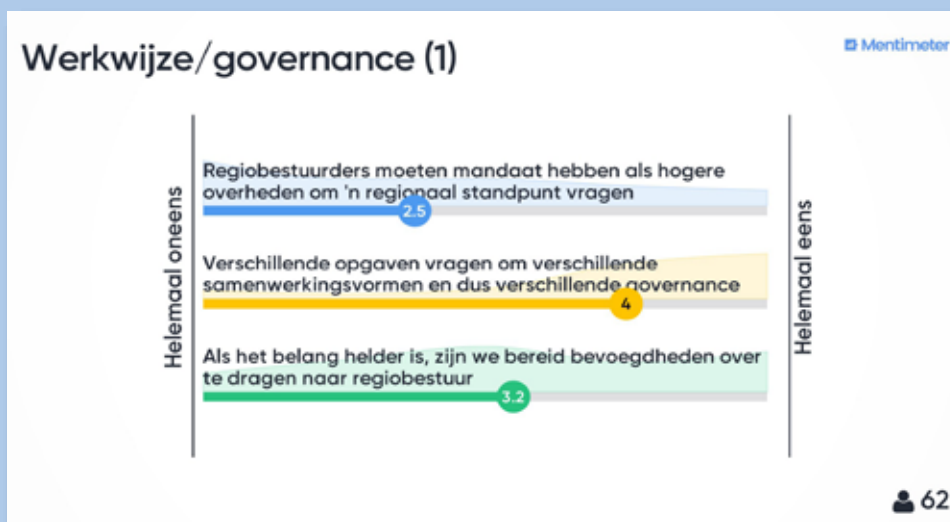 Werkwijze/governance (1)
Mentimeter
Helemaal oneens
Regiobestuurders moeten mandaat hebben als hogere
overheden om 'n regionaal standpunt vragen
2.5
Verschillende opgaven vragen om verschillende
samenwerkingsvormen en dus verschillende governance
4
Als het belang helder is, zijn we bereid bevoegdheden over
te dragen naar regiobestuur
3.2
Helemaal eens
62